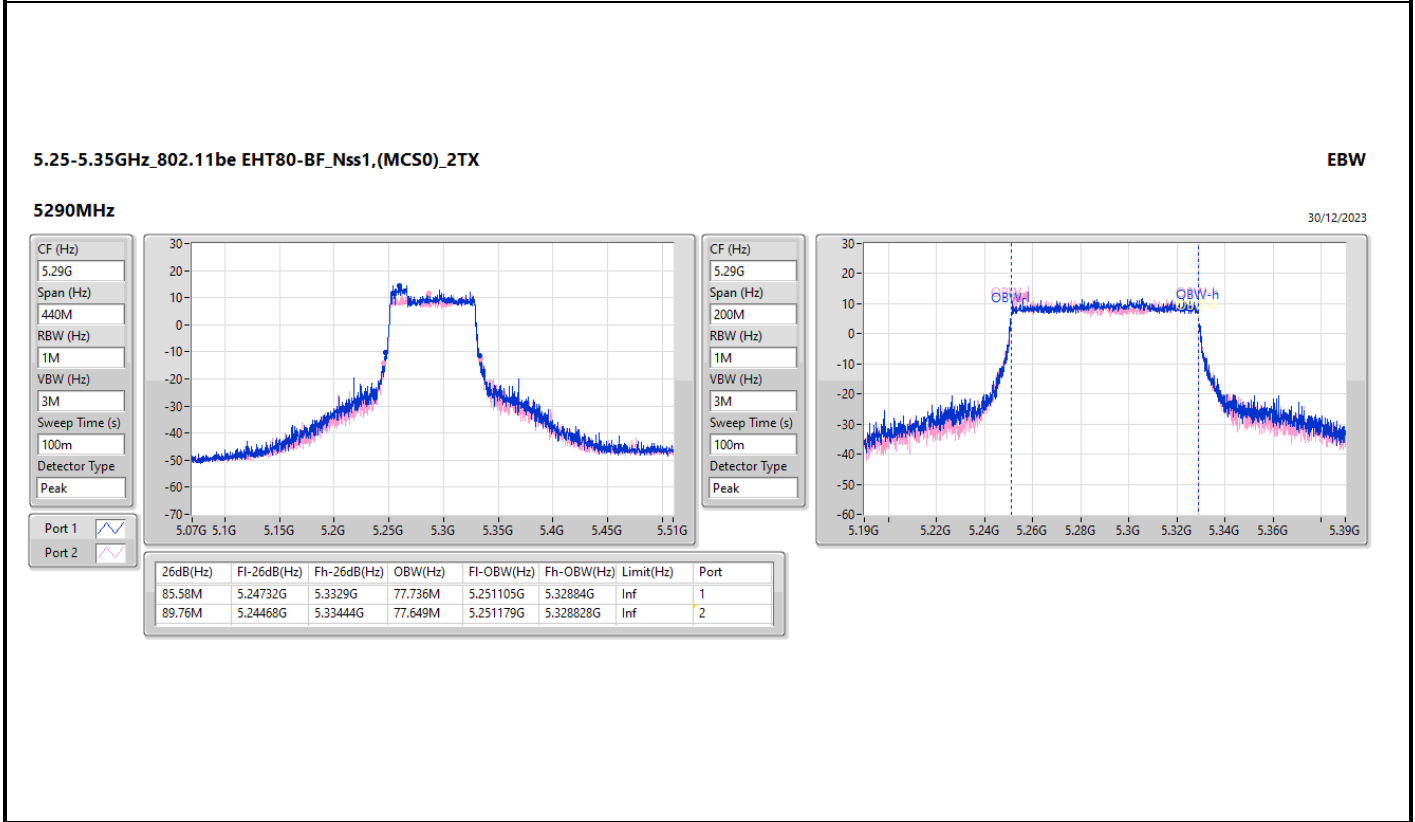 5.25-5.35GHz_802.11be EHT80-BF_Nss1,(MCS0)_2TX
EBW
5290MHz
30/12/2023
CF (Hz)
5.29G
Span (Hz)
440M
RBW (Hz)
1M
VBW (Hz)
3M
Sweep Time (s)
100m
Detector Type
Peak
Port 1
Port 2
30
20
10
0
-10
-20
-30
-40
-50
-60
-70
5.07G 5.1G 5.15G 5.2G 5.25G 5.3G 5.35G 5.4G 5.45G 5.51G
CF (Hz)
5.29G
Span (Hz)
200M
RBW (Hz)
1M
VBW (Hz)
3M
Sweep Time (s)
100m
Detector Type
Peak
30
20
10
0
-10
-20
-30
-40
-50
-60
OBW-h
5.19G 5.22G 5.24G 5.26G 5.28G 5.3G 5.32G 5.34G 5.36G 5.39G
26dB(Hz) Fl-26dB(Hz) Fh-26dB(Hz) OBW(Hz) Fl-OBW(Hz) Fh-OBW(Hz) Limit(Hz) Port
85.58M 5.24732G 5.3329G 77.736M 5.251105G 5.32884G Inf 1
89.76M 5.24468G 5.33444G 77.649M 5.251179G 5.328828G Inf 2